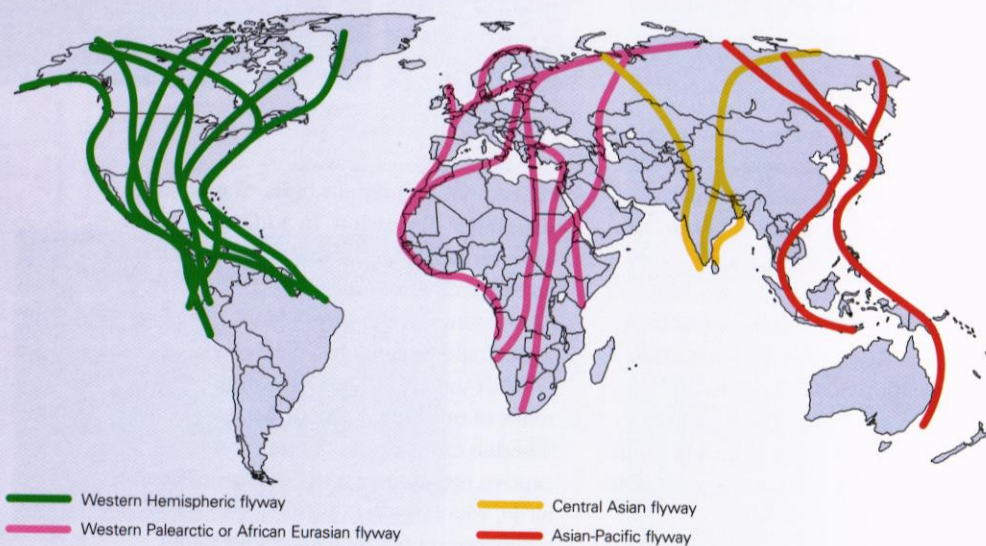 Western Hemispheric flyway
Western Palearctic or African Eurasian flyway
Central Asian flyway
Asian-Pacific flyway